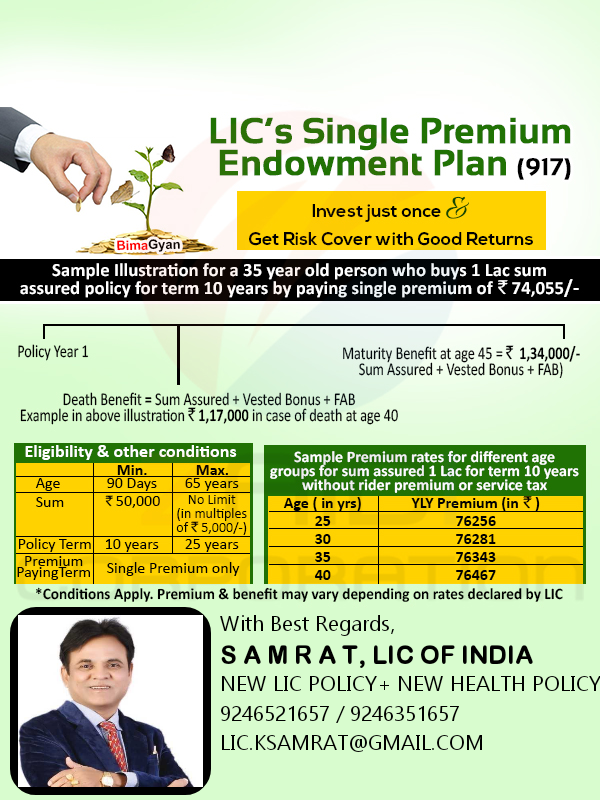 LIC's Single Premium
Endowment Plan (917)
BimaGyan
Invest just once &
Get Risk Cover with Good Returns
Sample Illustration for a 35 year old person who buys 1 Lac sum
assured policy for term 10 years by paying single premium of ₹ 74,055/-
Policy Year 1
Maturity Benefit at age 45 = ₹ 1,34,000/-
Sum Assured + Vested Bonus + FAB)
Death Benefit = Sum Assured + Vested Bonus + FAB
Example in above illustration ₹ 1,17,000 in case of death at age 40
Eligibility & other conditions
Min. Max.
Age 90 Days 65 years
Sum ₹ 50,000 No Limit
(in multiples
of ₹ 5,000/-)
Policy Term 10 years 25 years
Premium
PayingTerm Single Premium only
Sample Premium rates for different age
groups for sum assured 1 Lac for term 10 years
without rider premium or service tax
Age ( in yrs) YLY Premium (in ₹ )
25 76256
30 76281
35 76343
40 76467
*Conditions Apply. Premium & benefit may vary depending on rates declared by LIC
With Best Regards,
S A M R A T, LIC OF INDIA
NEW LIC POLICY+ NEW HEALTH POLICY
9246521657 / 9246351657
LIC.KSAMRAT@GMAIL.COM